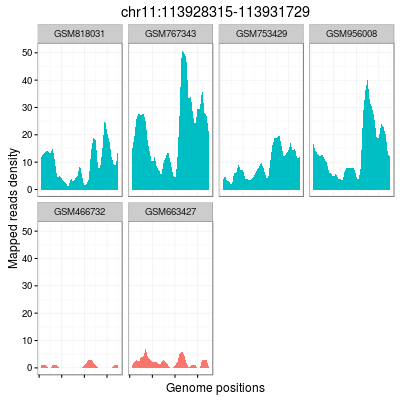 chr11:113928315-113931729
GSM818031 GSM767343 GSM753429 GSM956008
50
40
30
20
10
0
Mapped reads density
GSM466732 GSM663427
50
40
30
20
10
0
Genome positions